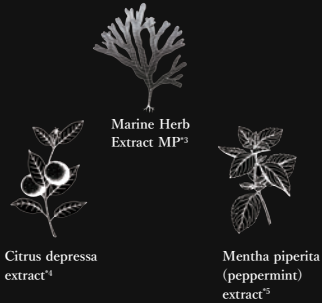 Marine Herb
Extract MP*3
Citrus depressa
extract*4
Mentha piperita
(peppermint)
extract*5